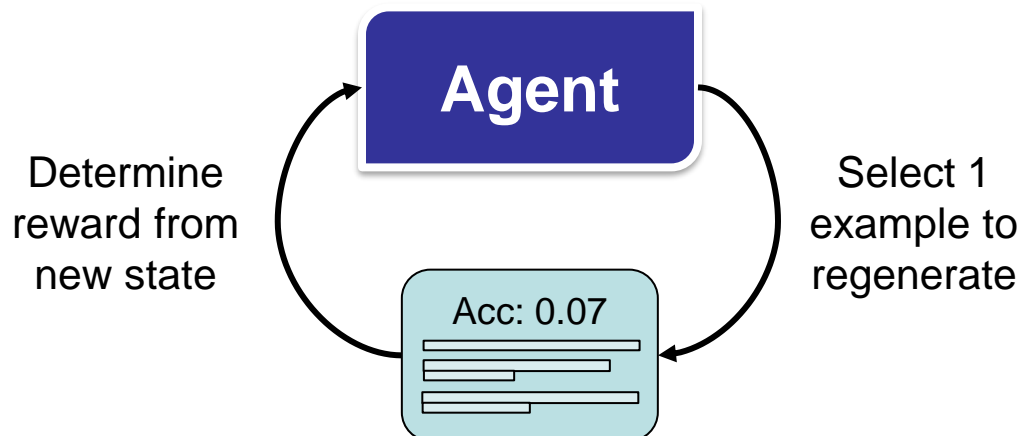 Agent
Determine
reward from
new state
Select 1
example to
regenerate
Acc: 0.07